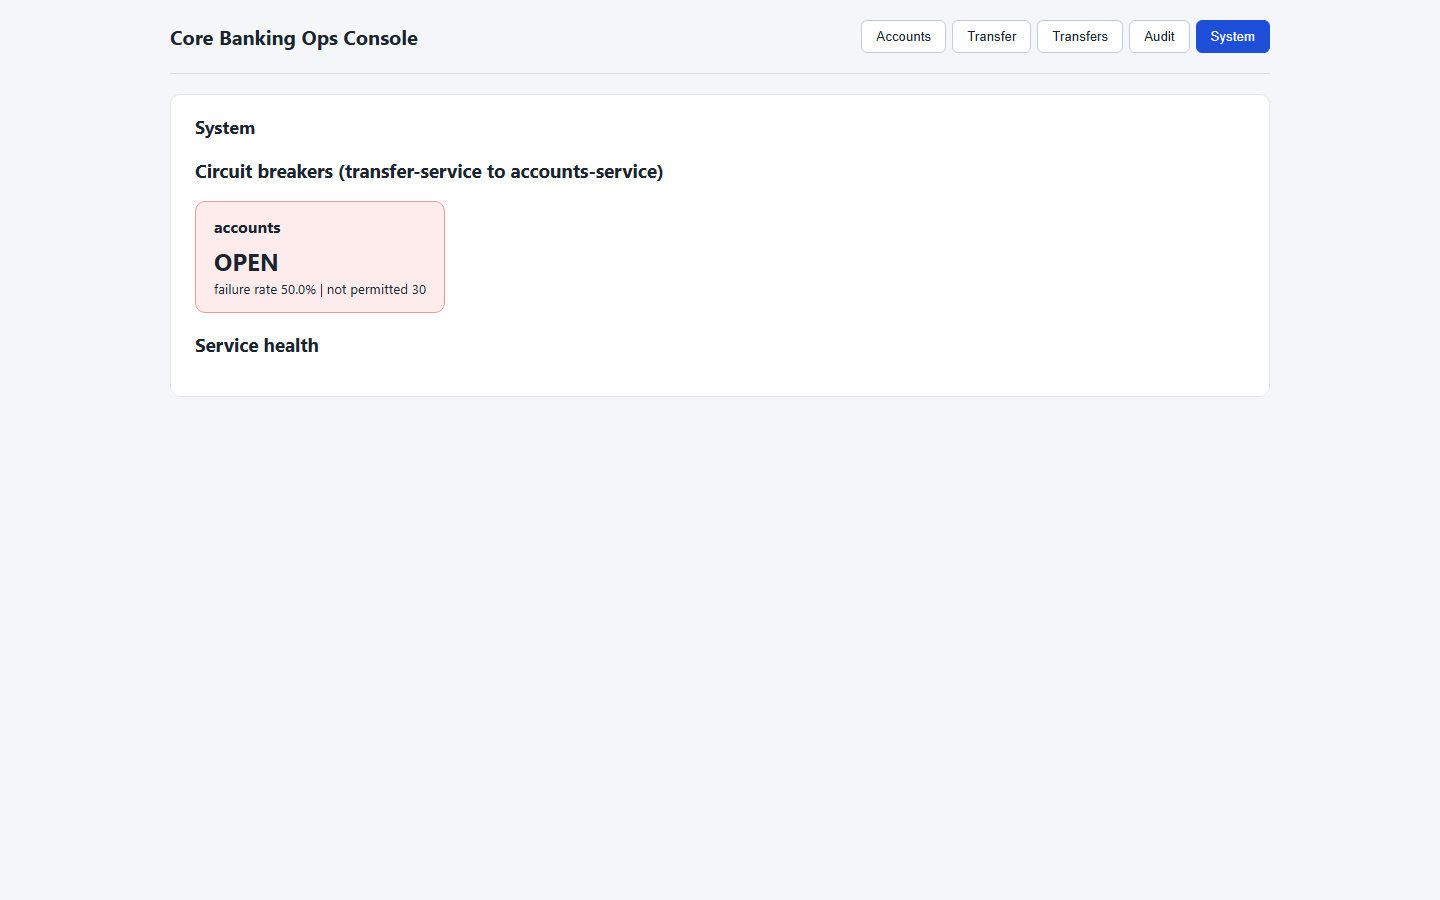 Core Banking Ops Console
Accounts
Transfer
Transfers
Audit
System
System
Circuit breakers (transfer-service to accounts-service)
accounts
OPEN
failure rate 50.0% | not permitted 30
Service health